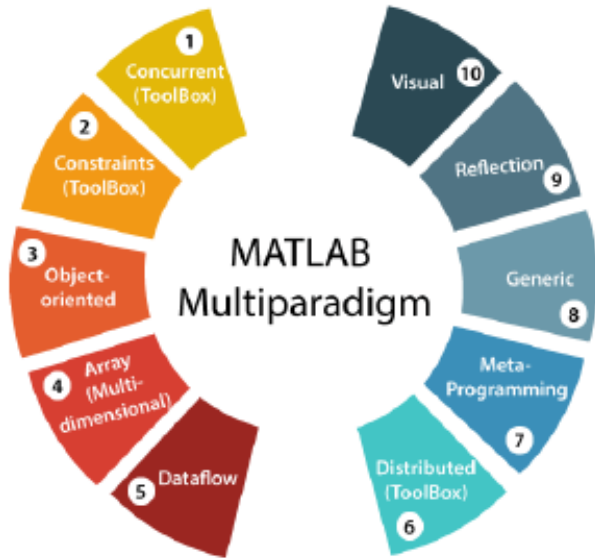 1
Concurrent
(ToolBox)
2
Constraints
(ToolBox)
3
Object-
oriented
4
Array
(Multi-
dimensional)
5
Dataflow
MATLAB
Multiparadigm
10
Visual
Reflection
9
Generic
8
Meta-
Programming
7
Distributed
(ToolBox)
6